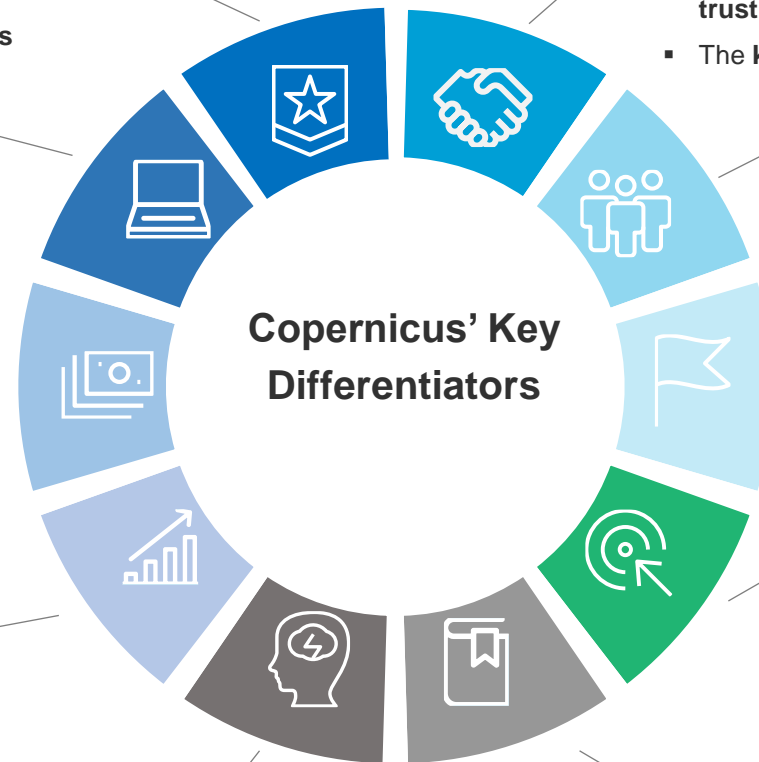 trust
s
▪ The k
Copernicus’ Key
Differentiators